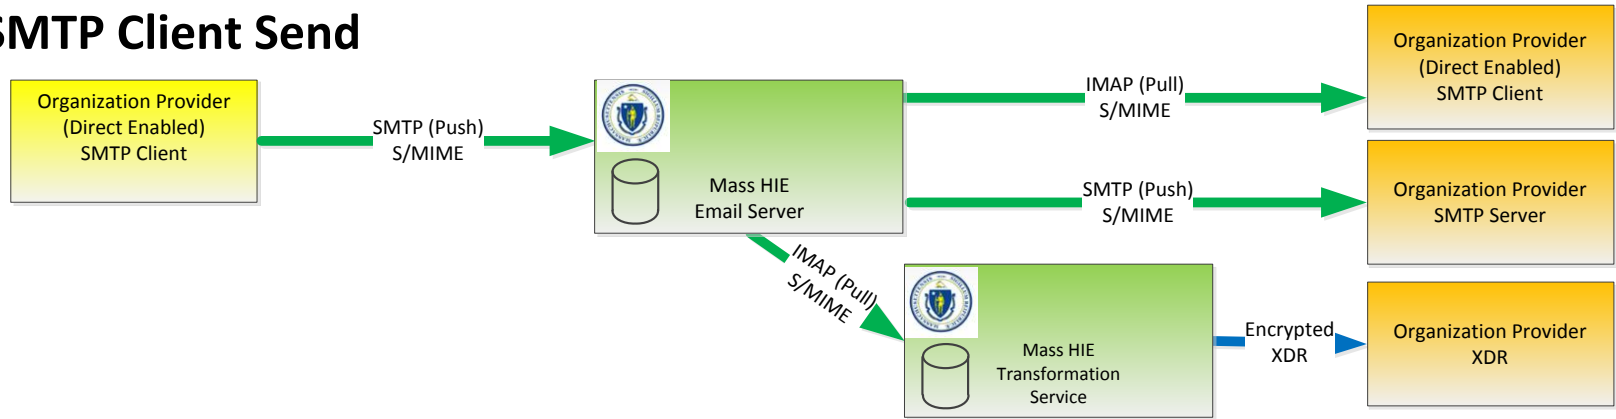 SMTP Client Send
Organization Provider
(Direct Enabled)
SMTP Client
SMTP (Push)
S/MIME
Mass HIE
Email Server
IMAP (Pull)
S/MIME
Organization Provider
(Direct Enabled)
SMTP Client
SMTP (Push)
S/MIME
Organization Provider
SMTP Server
IMAP (Pull)
S/MIME
Mass HIE
Transformation
Service
Encrypted
XDR
Organization Provider
XDR